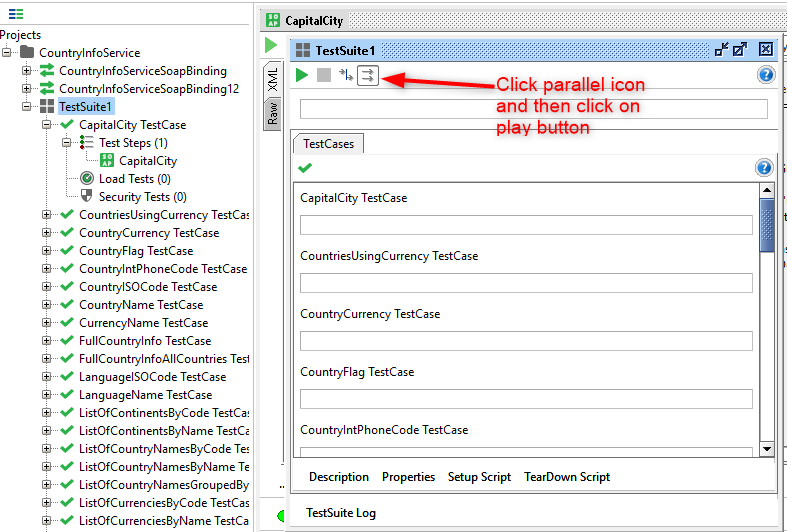 Projects
CountryInfoService
CountryInfoServiceSoapBinding
CountryInfoServiceSoapBinding12
TestSuite1
CapitalCity TestCase
Test Steps (1)
SO
AP
CapitalCity
Load Tests (0)
Security Tests (0)
CountriesUsingCurrency TestCas
CountryCurrency TestCase
CountryFlag TestCase
CountryIntPhoneCode TestCase
CountryISOCode TestCase
CountryName TestCase
CurrencyName TestCase
FullCountryInfo TestCase
FullCountryInfoAllCountries Test
LanguageISOCode TestCase
LanguageName TestCase
ListOfContinentsByCode TestCas
ListOfContinentsByName TestCa
ListOfCountryNamesByCode Tes
ListOfCountryNamesByName Te
ListOfCountryNamesGroupedBy
ListOfCurrenciesByCode TestCas
ListOfCurrenciesByName TestCa
SO
AP
CapitalCity
XML
Raw
TestSuite1
?
Click parallel icon
and then click on
play button
TestCases
?
CapitalCity TestCase
CountriesUsingCurrency TestCase
CountryCurrency TestCase
CountryFlag TestCase
CountryIntPhoneCode TestCase
Description Properties Setup Script TearDown Script
TestSuite Log